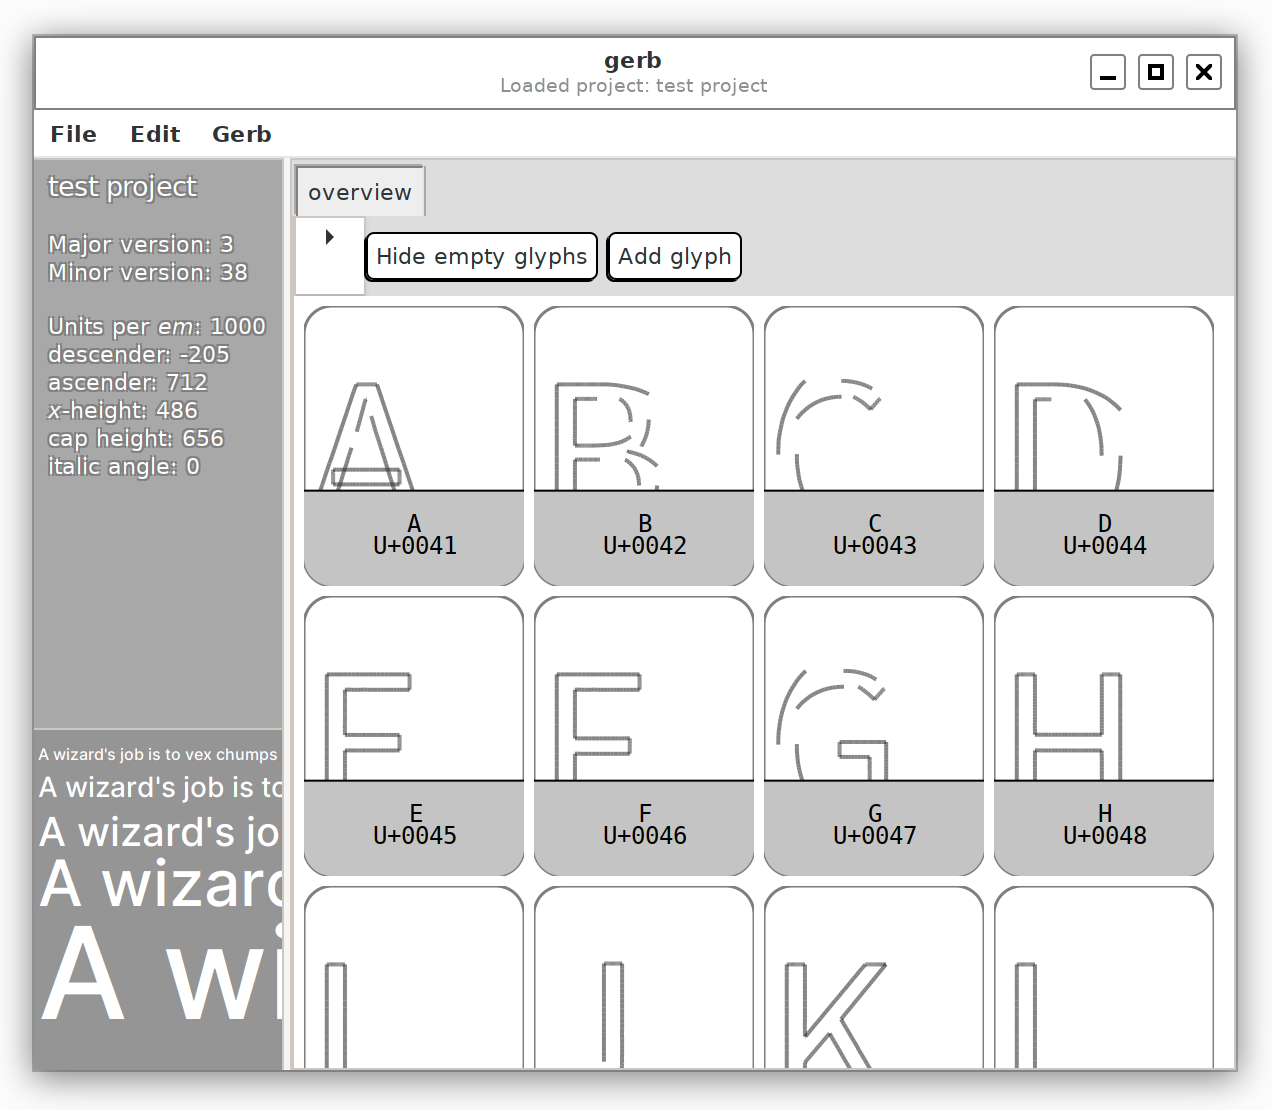 gerb
Loaded project: test project
File Edit Gerb
test project
Major version: 3
Minor version: 38
Units per em: 1000
descender: -205
ascender: 712
x-height: 486
cap height: 656
italic angle: 0
A wizard's job is to vex chumps
A wizard's job is to
A wizard's jo
A wizard
A wi
overview
Hide empty glyphs Add glyph
A B C D
U+0041 U+0042 U+0043 U+0044
E F G H
U+0045 U+0046 U+0047 U+0048